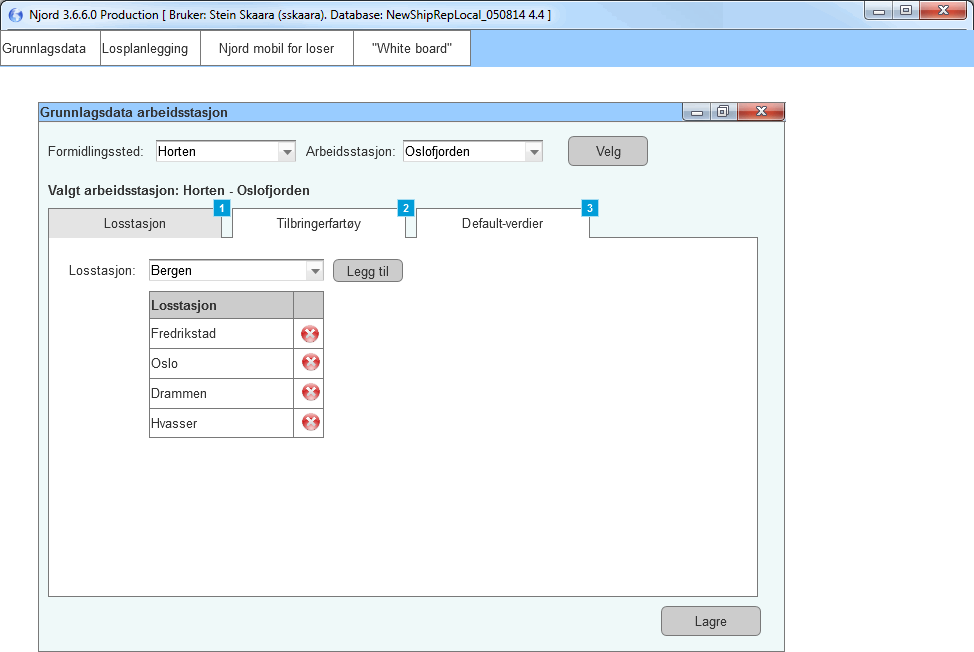 Njord 3.6.6.0 Production [ Bruker: Stein Skaara (sskaara). Database: NewShipRepLocal_050814 4.4 ]
Grunnlagsdata Losplanlegging Njord mobil for loser "White board"
Grunnlagsdata arbeidsstasjon
Formidlingssted: Horten Arbeidsstasjon: Oslofjorden Velg
Valgt arbeidsstasjon: Horten - Oslofjorden
1 2 3
Losstasjon Tilbringerfartøy Default-verdier
Losstasjon: Bergen Legg til
Losstasjon
Fredrikstad
Oslo
Drammen
Hvasser
Lagre